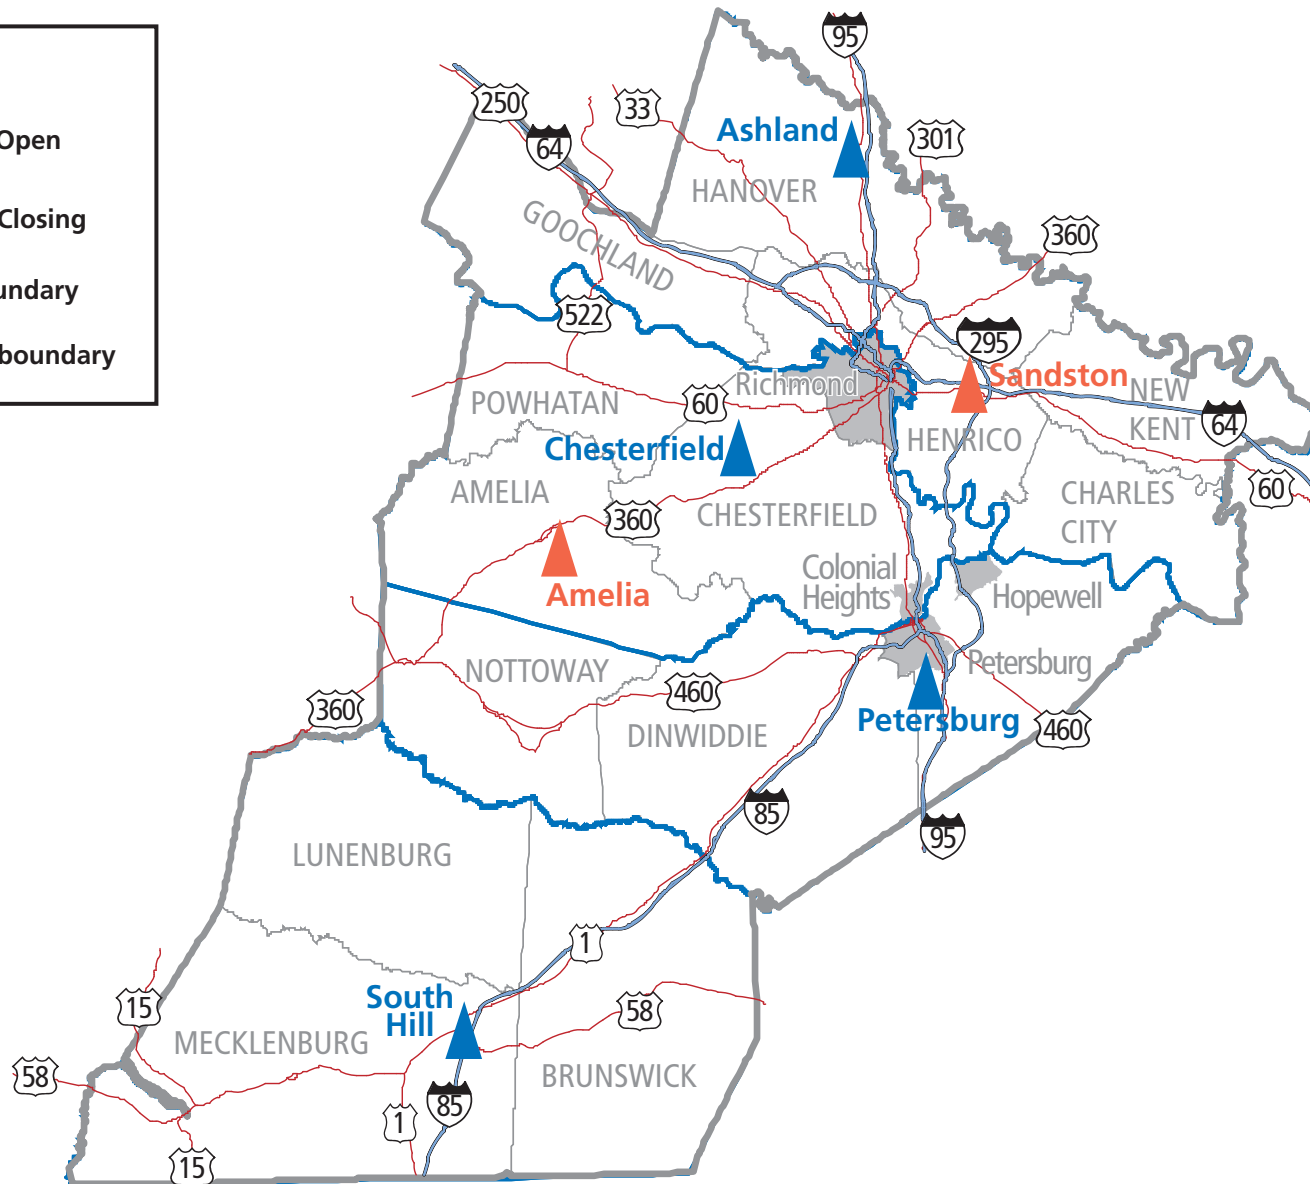 Open
Closing
undary
boundary
95
250
33
64
Ashland
301
HANOVER
GOOCHLAND
360
522
295
Richmond
Sandston
POWHATAN
60
NEW
KENT
64
Chesterfield
HENRICO
AMELIA
60
360
CHESTERFIELD
CHARLES
CITY
Colonial
Heights
Amelia
Hopewell
NOTTOWAY
Petersburg
460
360
Petersburg
DINWIDDIE
460
85
95
LUNENBURG
1
South
Hill
15
58
MECKLENBURG
58
BRUNSWICK
85
1
15